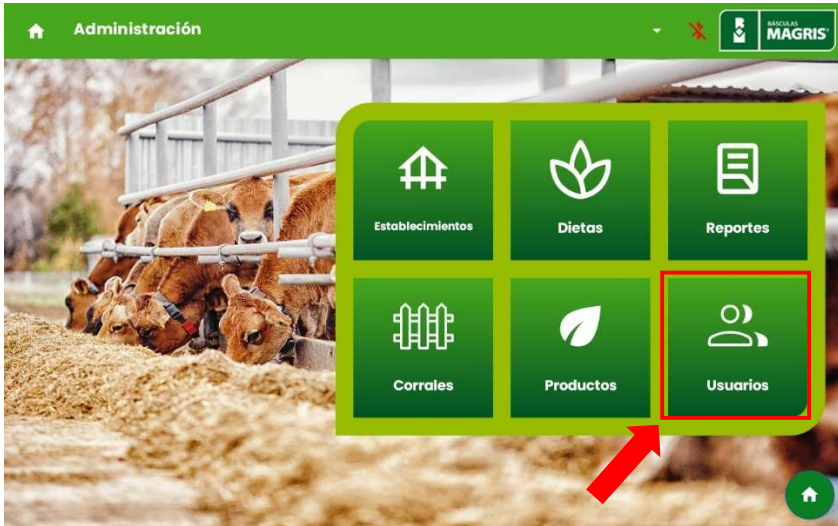 Administración
BÁSCULAS
MAGRIS
Establecimientos
Dietas
Reportes
Corrales
Productos
Usuarios